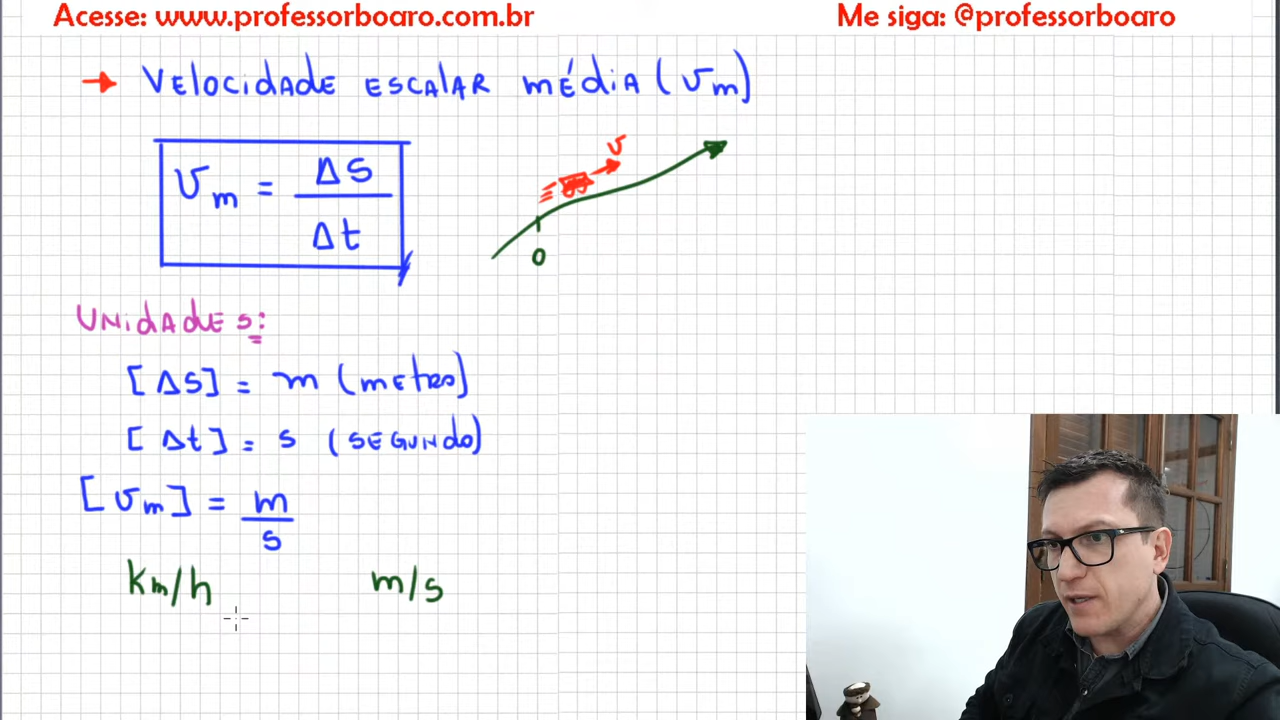 Acesse: www.professorboaro.com.br
Me siga: @professorboaro
→ Velocidade escalar média (vm)
vm = Δs / Δt
v
0
Unidades:
[Δs] = m (metro)
[Δt] = s (segundo)
[vm] = m / s
km/h m/s